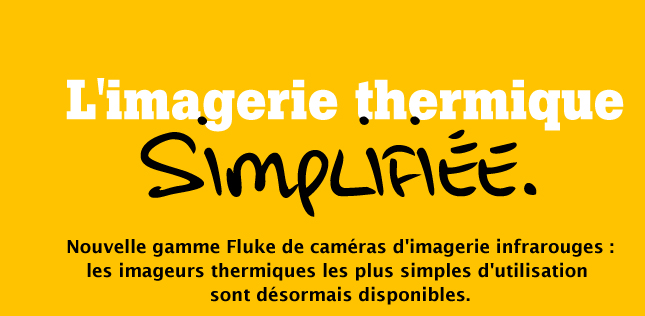 L'imagerie thermique
Simplifiée.
Nouvelle gamme Fluke de caméras d'imagerie infrarouges :
les imageurs thermiques les plus simples d'utilisation
sont désormais disponibles.